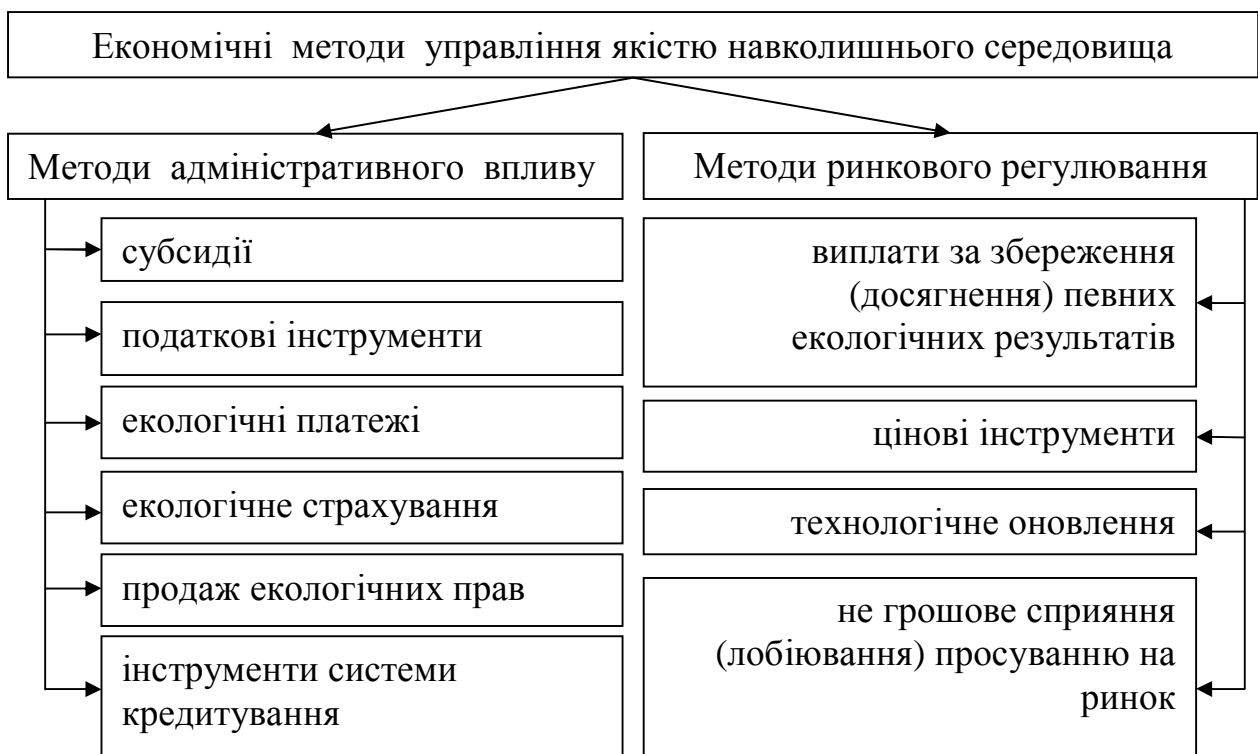 Економічні методи управління якістю навколишнього середовища
Методи адміністративного впливу
субсидії
податкові інструменти
екологічні платежі
екологічне страхування
продаж екологічних прав
інструменти системи
кредитування
Методи ринкового регулювання
виплати за збереження
(досягнення) певних
екологічних результатів
цінові інструменти
технологічне оновлення
не грошове сприяння
(лобіювання) просуванню на
ринок